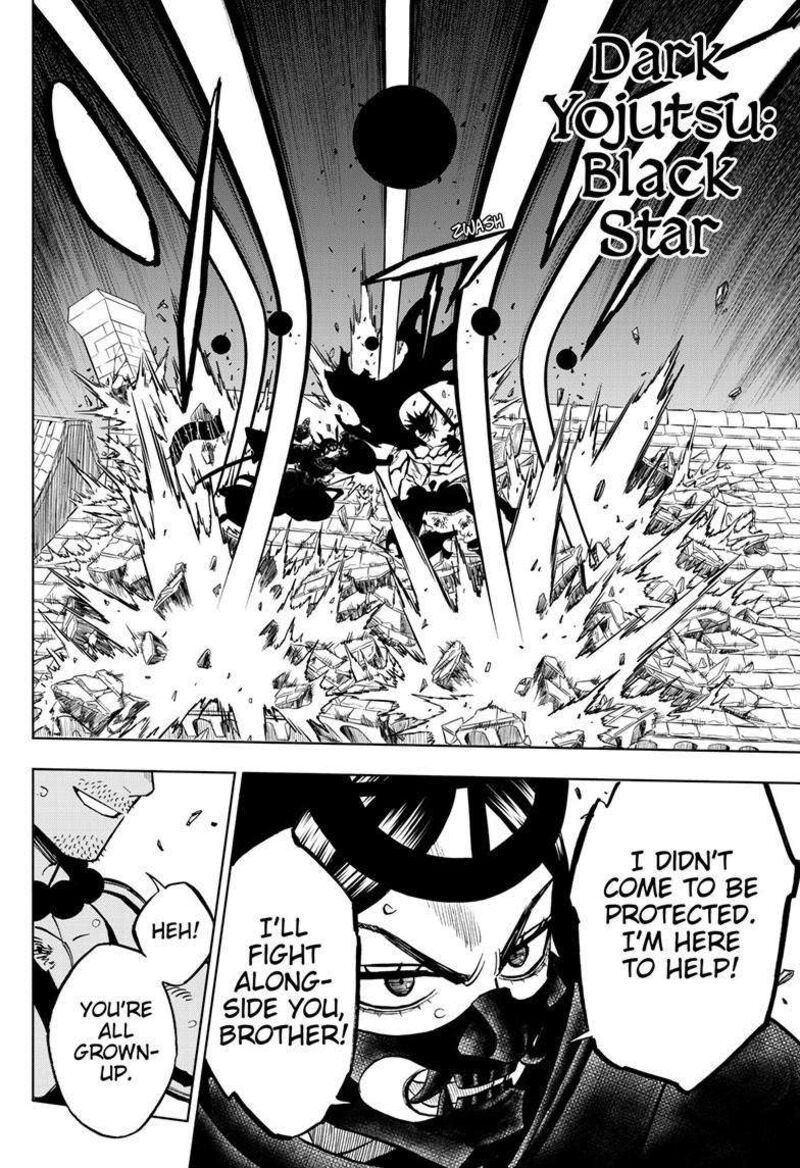 Dark
Yojutsu:
Black
Star
ZWASH
I DIDN'T
COME TO BE
PROTECTED.
I'M HERE
TO HELP!
I'LL
FIGHT
ALONG-
SIDE YOU,
BROTHER!
HEH!
YOU'RE
ALL
GROWN-
UP.